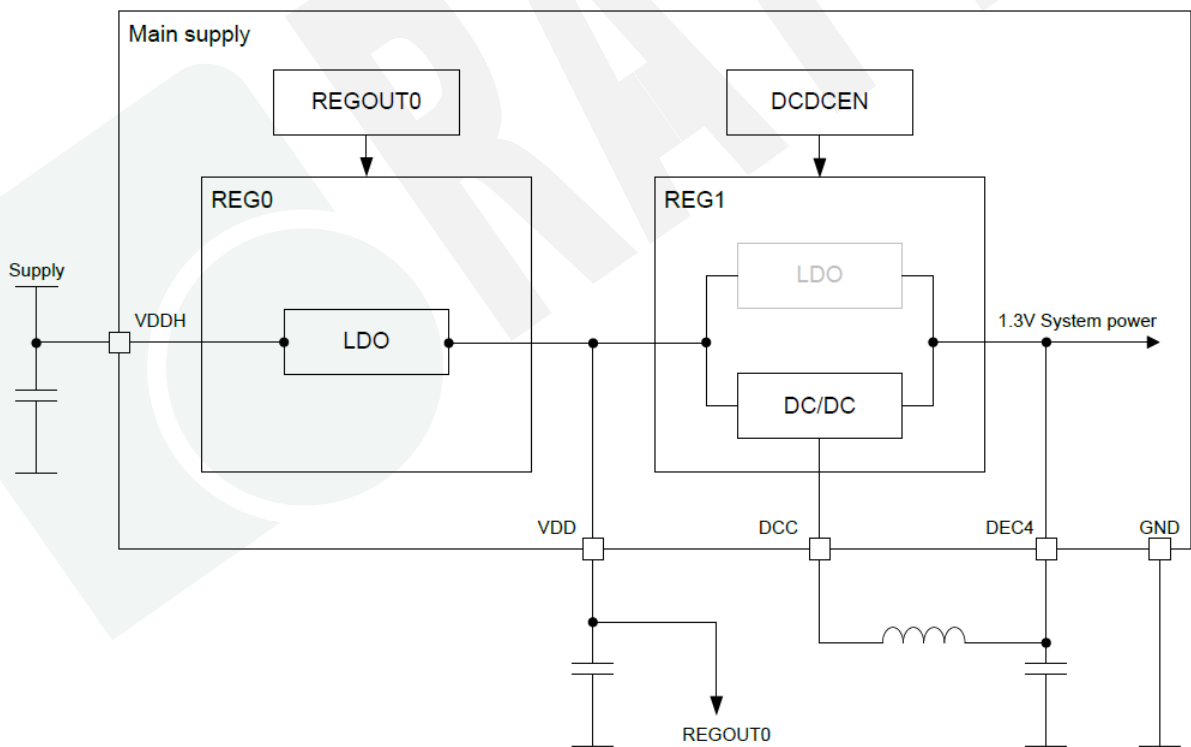 Main supply
REGOUT0
DCDCEN
REG0
REG1
LDO
Supply
VDDH
LDO
1.3V System power
DC/DC
VDD
DCC
DEC4
GND
REGOUT0